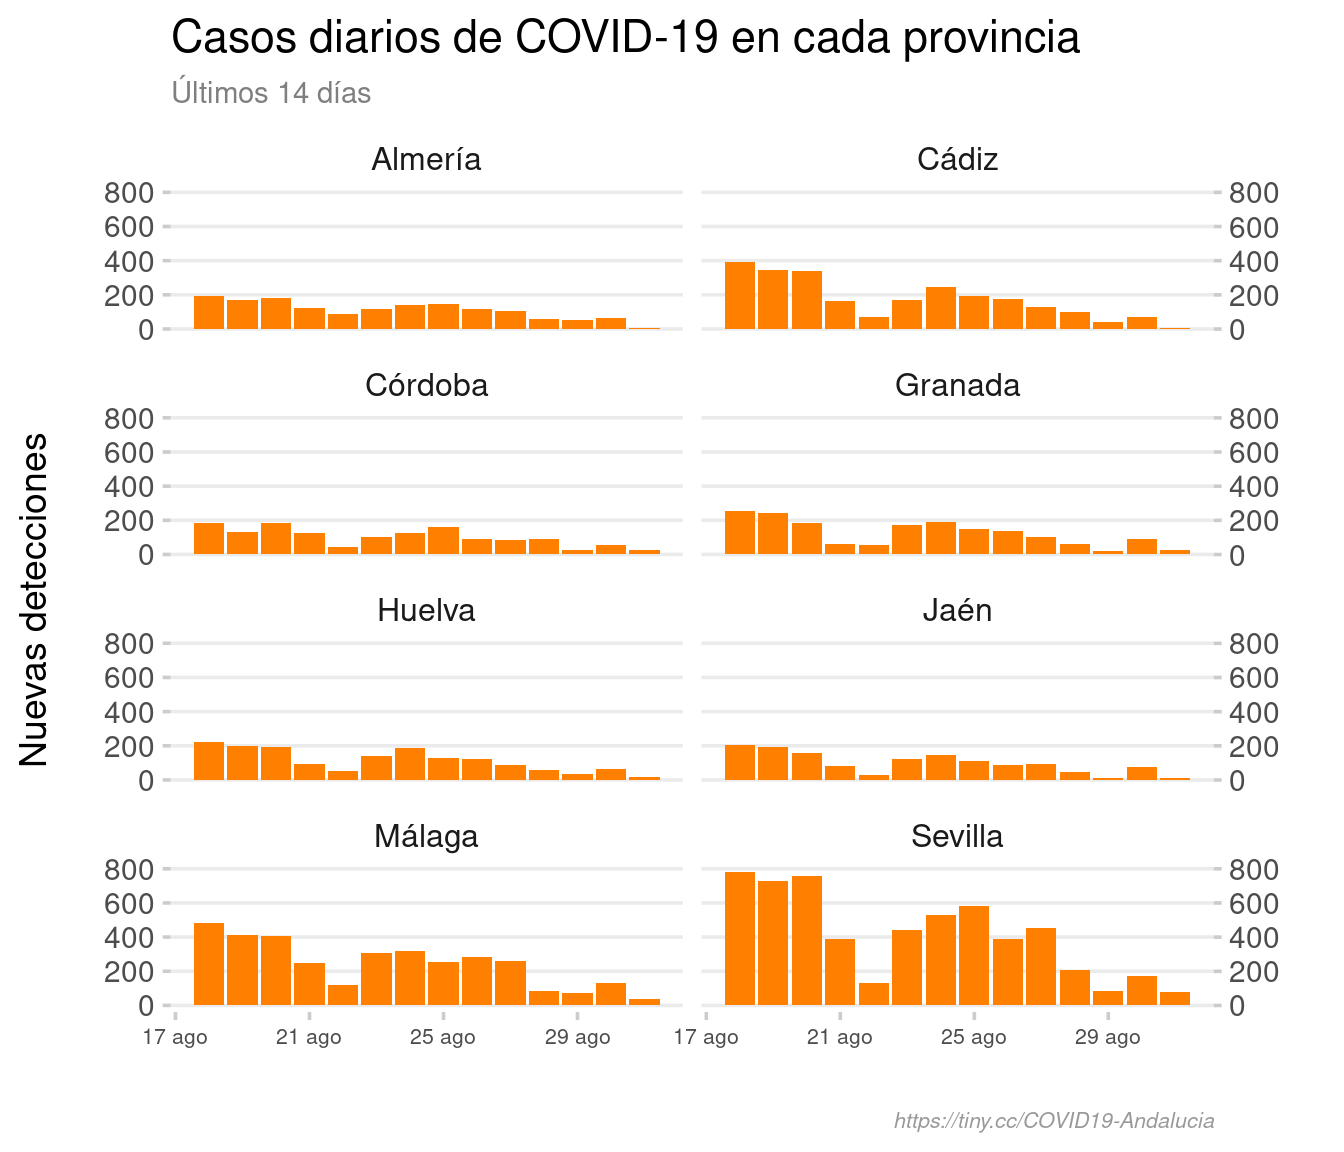 Casos diarios de COVID-19 en cada provincia
Últimos 14 días
Nuevas detecciones
Almería
Cádiz
800
600
400
200
0
800
600
400
200
0
Córdoba
Granada
800
600
400
200
0
800
600
400
200
0
Huelva
Jaén
800
600
400
200
0
800
600
400
200
0
Málaga
Sevilla
800
600
400
200
0
800
600
400
200
0
17 ago 21 ago 25 ago 29 ago
17 ago 21 ago 25 ago 29 ago
https://tiny.cc/COVID19-Andalucia